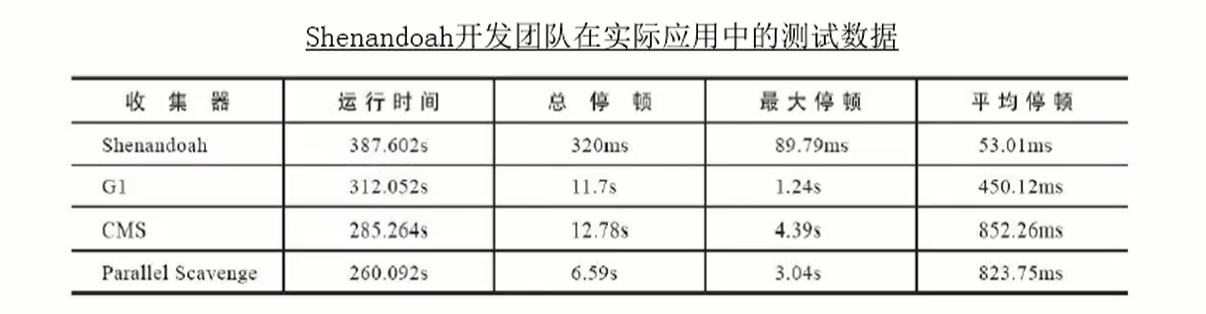 Shenandoah开发团队在实际应用中的测试数据
收集器 运行时间 总停顿 最大停顿 平均停顿
Shenandoah 387.602s 320ms 89.79ms 53.01ms
G1 312.052s 11.7s 1.24s 450.12ms
CMS 285.264s 12.78s 4.39s 852.26ms
Parallel Scavenge 260.092s 6.59s 3.04s 823.75ms